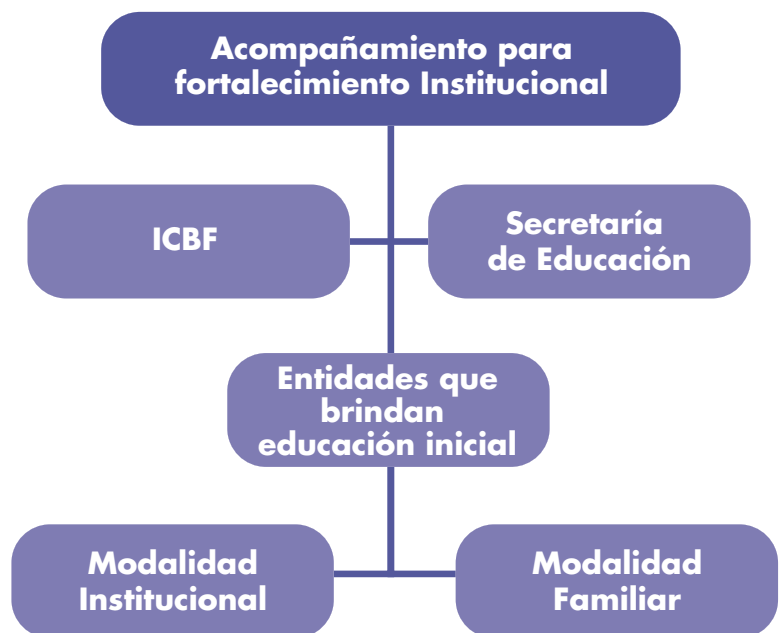 Acompañamiento para
fortalecimiento Institucional
ICBF
Secretaría
de Educación
Entidades que
brindan
educación inicial
Modalidad
Institucional
Modalidad
Familiar